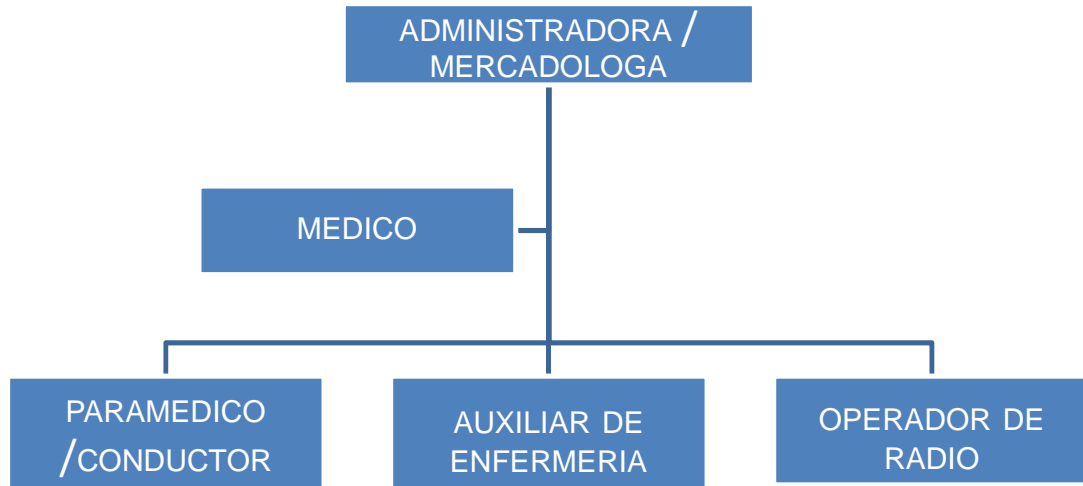 ADMINISTRADORA /
MERCADOLOGA
MEDICO
PARAMEDICO
/CONDUCTOR
AUXILIAR DE
ENFERMERIA
OPERADOR DE
RADIO